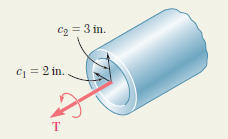 c₂ = 3 in.
c₁ = 2 in.
T